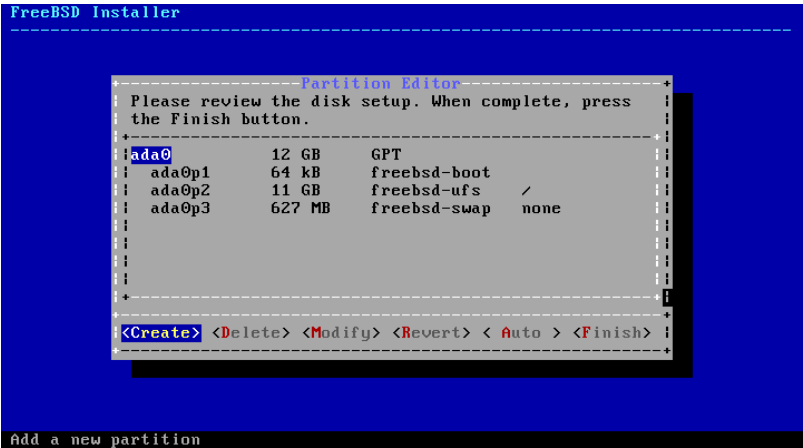 FreeBSD Installer
Partition Editor
Please review the disk setup. When complete, press
the Finish button.
ada0 12 GB GPT
ada0p1 64 kB freebsd-boot
ada0p2 11 GB freebsd-ufs /
ada0p3 627 MB freebsd-swap none
<Create> <Delete> <Modify> <Revert> < Auto > <Finish>
Add a new partition